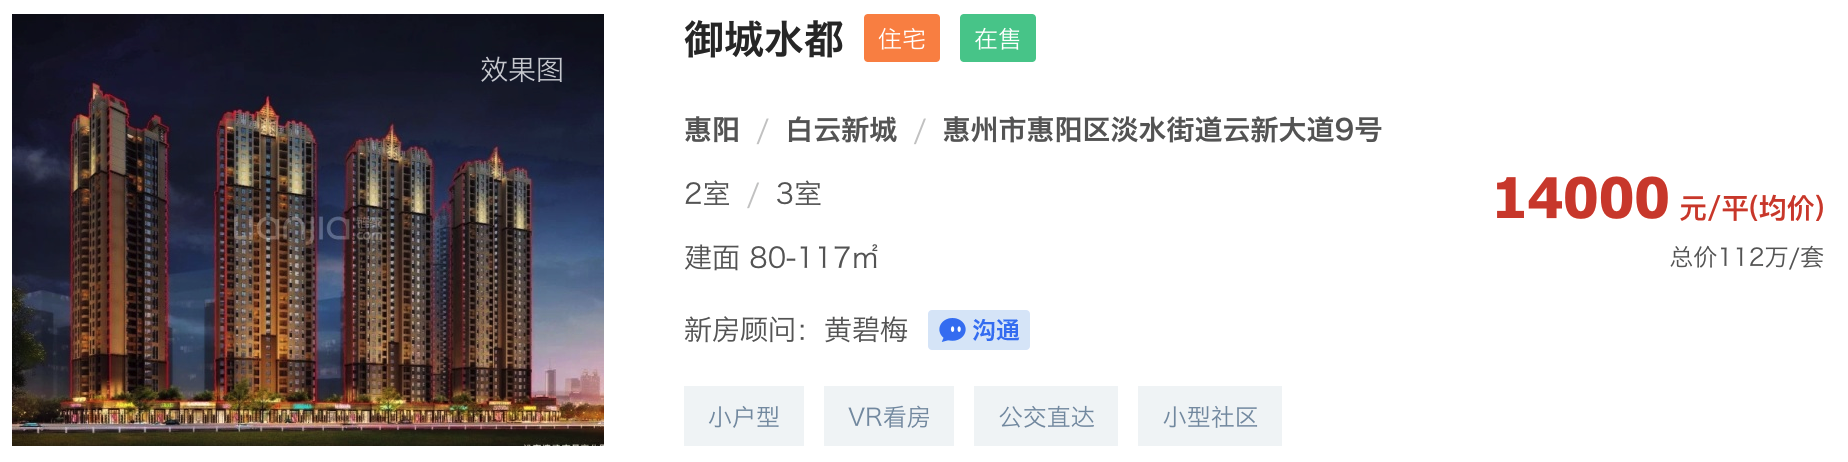 效果图
lianjia
.com
御城水都 住宅 在售
惠阳 / 白云新城 / 惠州市惠阳区淡水街道云新大道9号
2室 / 3室
14000 元/平(均价)
建面 80-117㎡
总价112万/套
新房顾问：黄碧梅 沟通
小户型 VR看房 公交直达 小型社区